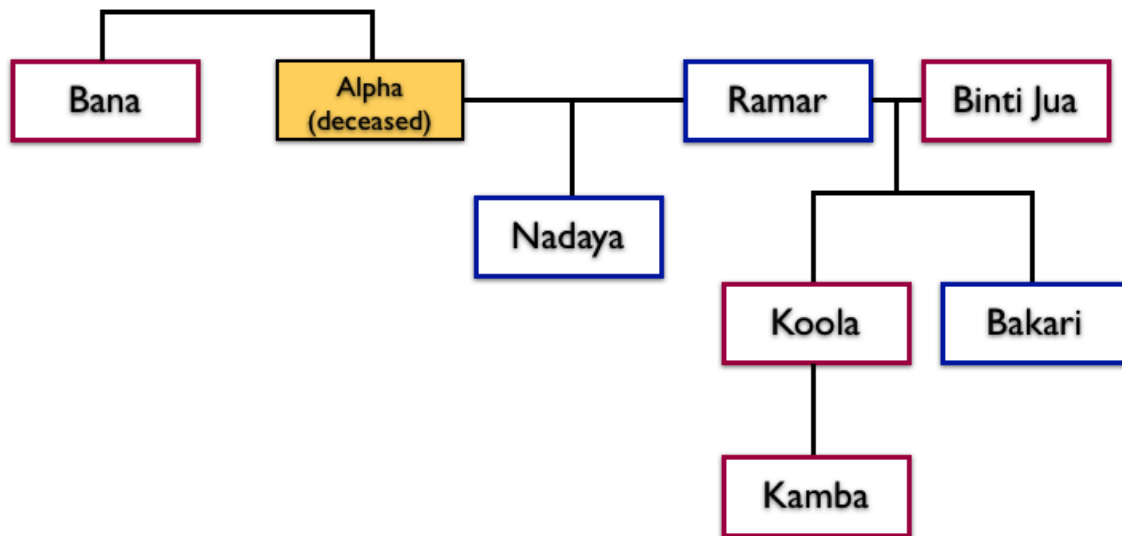 Bana
Alpha
(deceased)
Ramar
Binti Jua
Nadaya
Koola
Bakari
Kamba